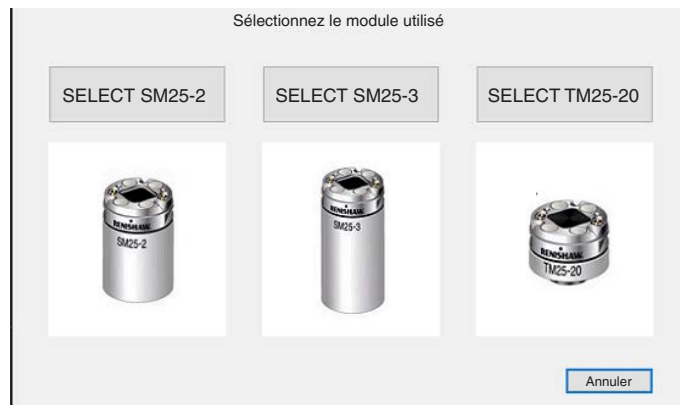 Sélectionnez le module utilisé
SELECT SM25-2
SELECT SM25-3
SELECT TM25-20
RENISHAW
SM25-2
RENISHAW
SM25-3
RENISHAW
TM25-20
Annuler